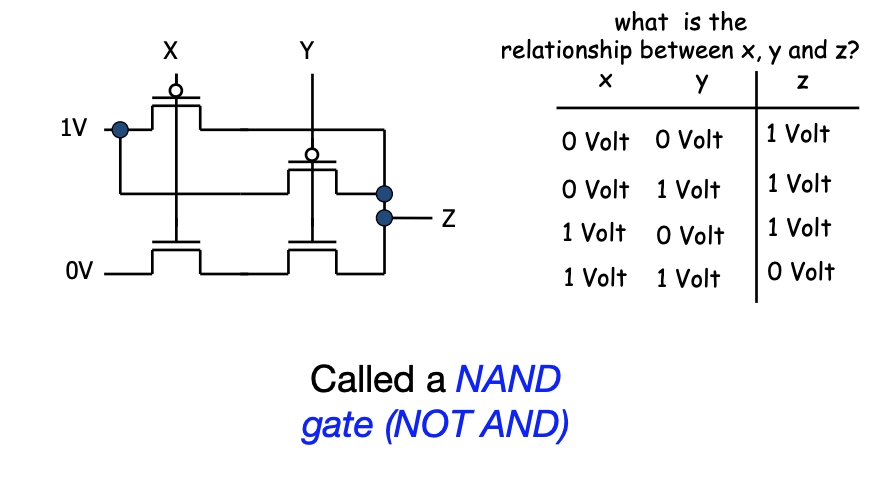 what is the
relationship between x, y and z?
X Y
1V
0V
Z
x y z
0 Volt 0 Volt 1 Volt
0 Volt 1 Volt 1 Volt
1 Volt 0 Volt 1 Volt
1 Volt 1 Volt 0 Volt
Called a NAND
gate (NOT AND)